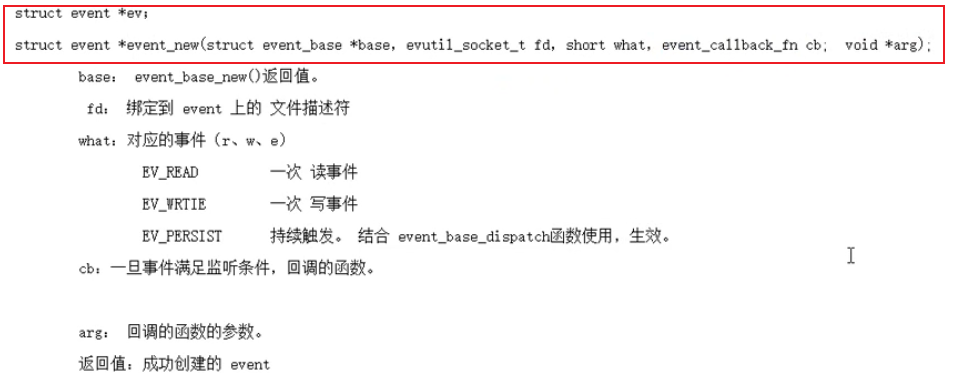 struct event *ev;
struct event *event_new(struct event_base *base, evutil_socket_t fd, short what, event_callback_fn cb; void *arg);
base: event_base_new()返回值。
fd: 绑定到 event 上的 文件描述符
what: 对应的事件（r、w、e）
EV_READ 一次 读事件
EV_WRTIE 一次 写事件
EV_PERSIST 持续触发。 结合 event_base_dispatch函数使用，生效。
cb: 一旦事件满足监听条件，回调的函数。
arg: 回调的函数的参数。
返回值：成功创建的 event